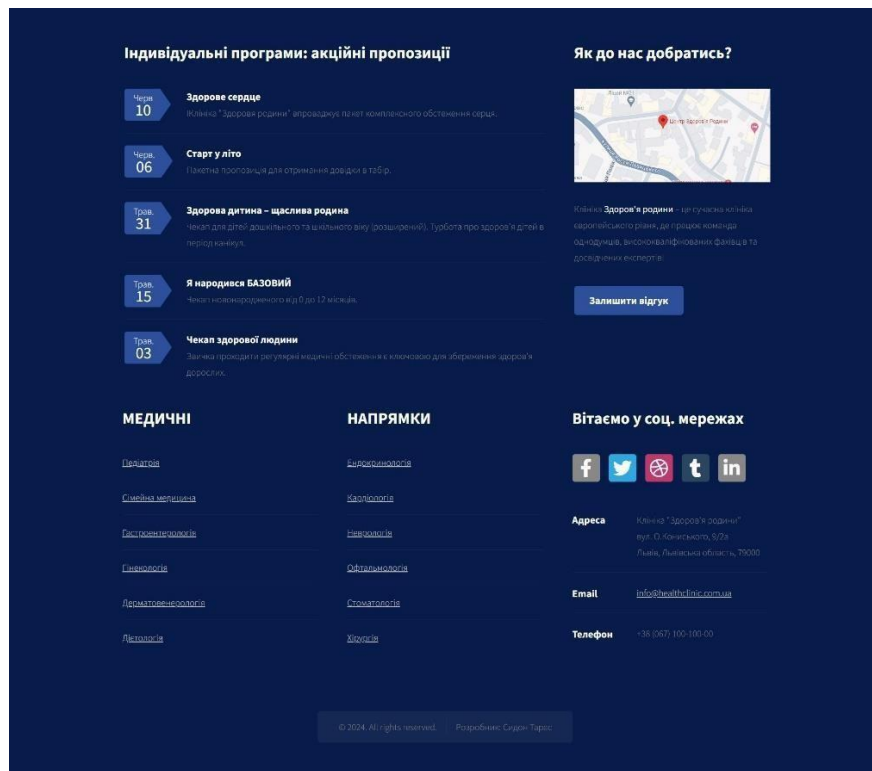 Індивідуальні програми: акційні пропозиції
Черв.
10
Здорове серце
"Клініка "Здоровя родини" впроваджує пакет комплексного обстеження серця.
Черв.
06
Старт у літо
Пакетна пропозиція для отримання довідки в табір.
Трав.
31
Здорова дитина – щаслива родина
Чекап для дітей дошкільного та шкільного віку (розширений). Турбота про здоров'я дітей в
період канікул.
Трав.
15
Я народився БАЗОВИЙ
Чекап новонародженого від 0 до 12 місяців.
Трав.
03
Чекап здорової людини
Звичка проходити регулярні медичні обстеження є ключовою для збереження здоров'я
дорослих.
Як до нас добратись?
Центр Здоров'я Родини
Клініка Здоров'я родини – це сучасна клініка
європейського рівня, де працює команда
однодумців, висококваліфікованих фахівців та
досвідчених експертів.
Залишити відгук
МЕДИЧНІ
Педіатрія
Сімейна медицина
Гастроентерологія
Гінекологія
Дерматовенерологія
Дієтологія
НАПРЯМКИ
Ендокринологія
Кардіологія
Неврологія
Офтальмологія
Стоматологія
Хірургія
Вітаємо у соц. мережах
Адреса
Клініка "Здоров'я родини"
вул. О.Кониського, 9/2а
Львів, Львівська область, 79000
Email
info@healthclinic.com.ua
Телефон
+38 (067) 100-100-00
© 2024. All rights reserved.
Розробник: Сидон Тарас